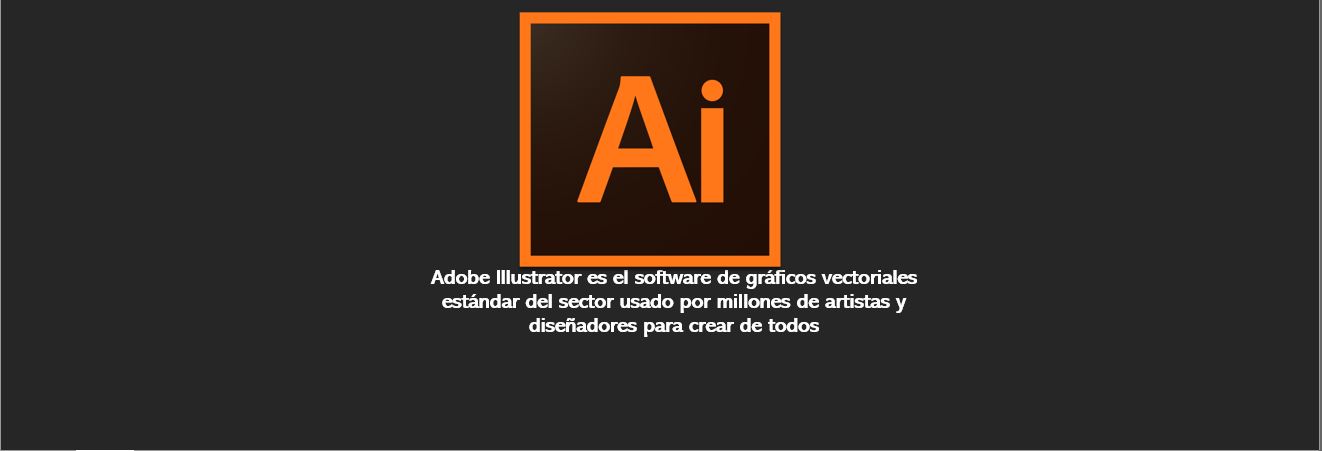 Ai
Adobe Illustrator es el software de gráficos vectoriales
estándar del sector usado por millones de artistas y
diseñadores para crear de todos